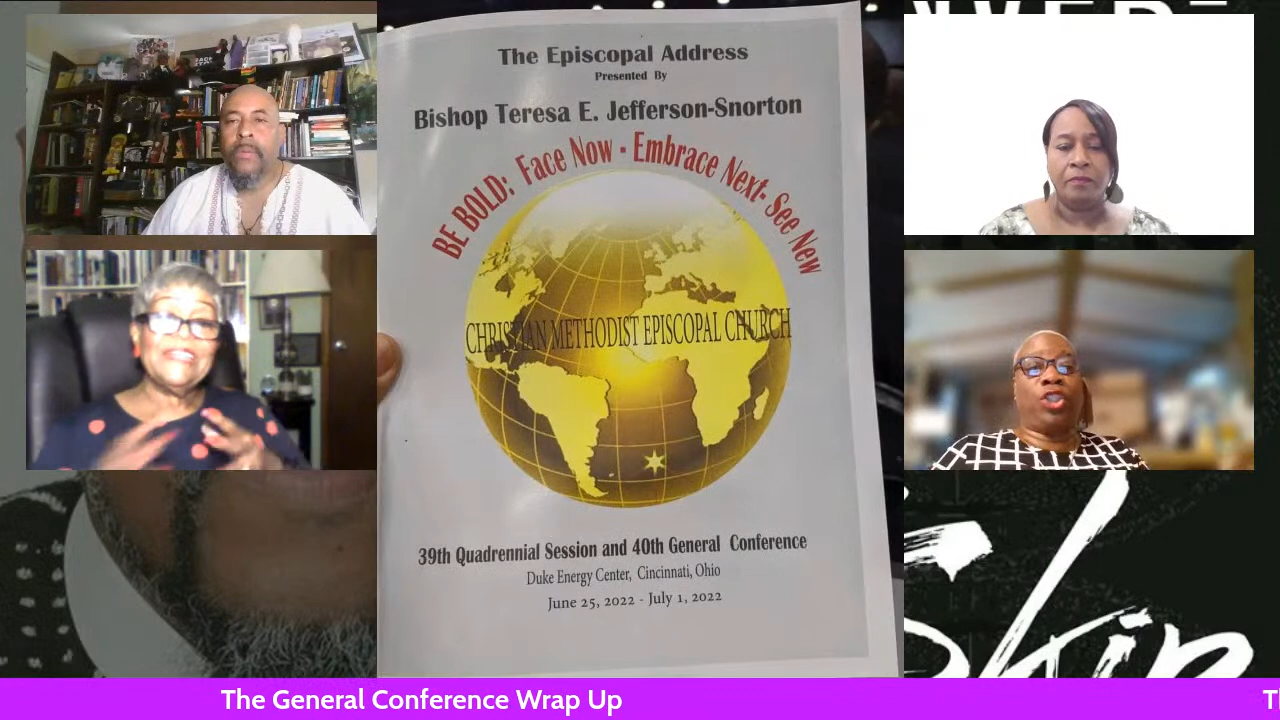 The Episcopal Address
Presented By
Bishop Teresa E. Jefferson-Snorton
BE BOLD: Face Now - Embrace Next- See New
CHRISTIAN METHODIST EPISCOPAL CHURCH
39th Quadrennial Session and 40th General Conference
Duke Energy Center, Cincinnati, Ohio
June 25, 2022 - July 1, 2022
Skip
The General Conference Wrap Up